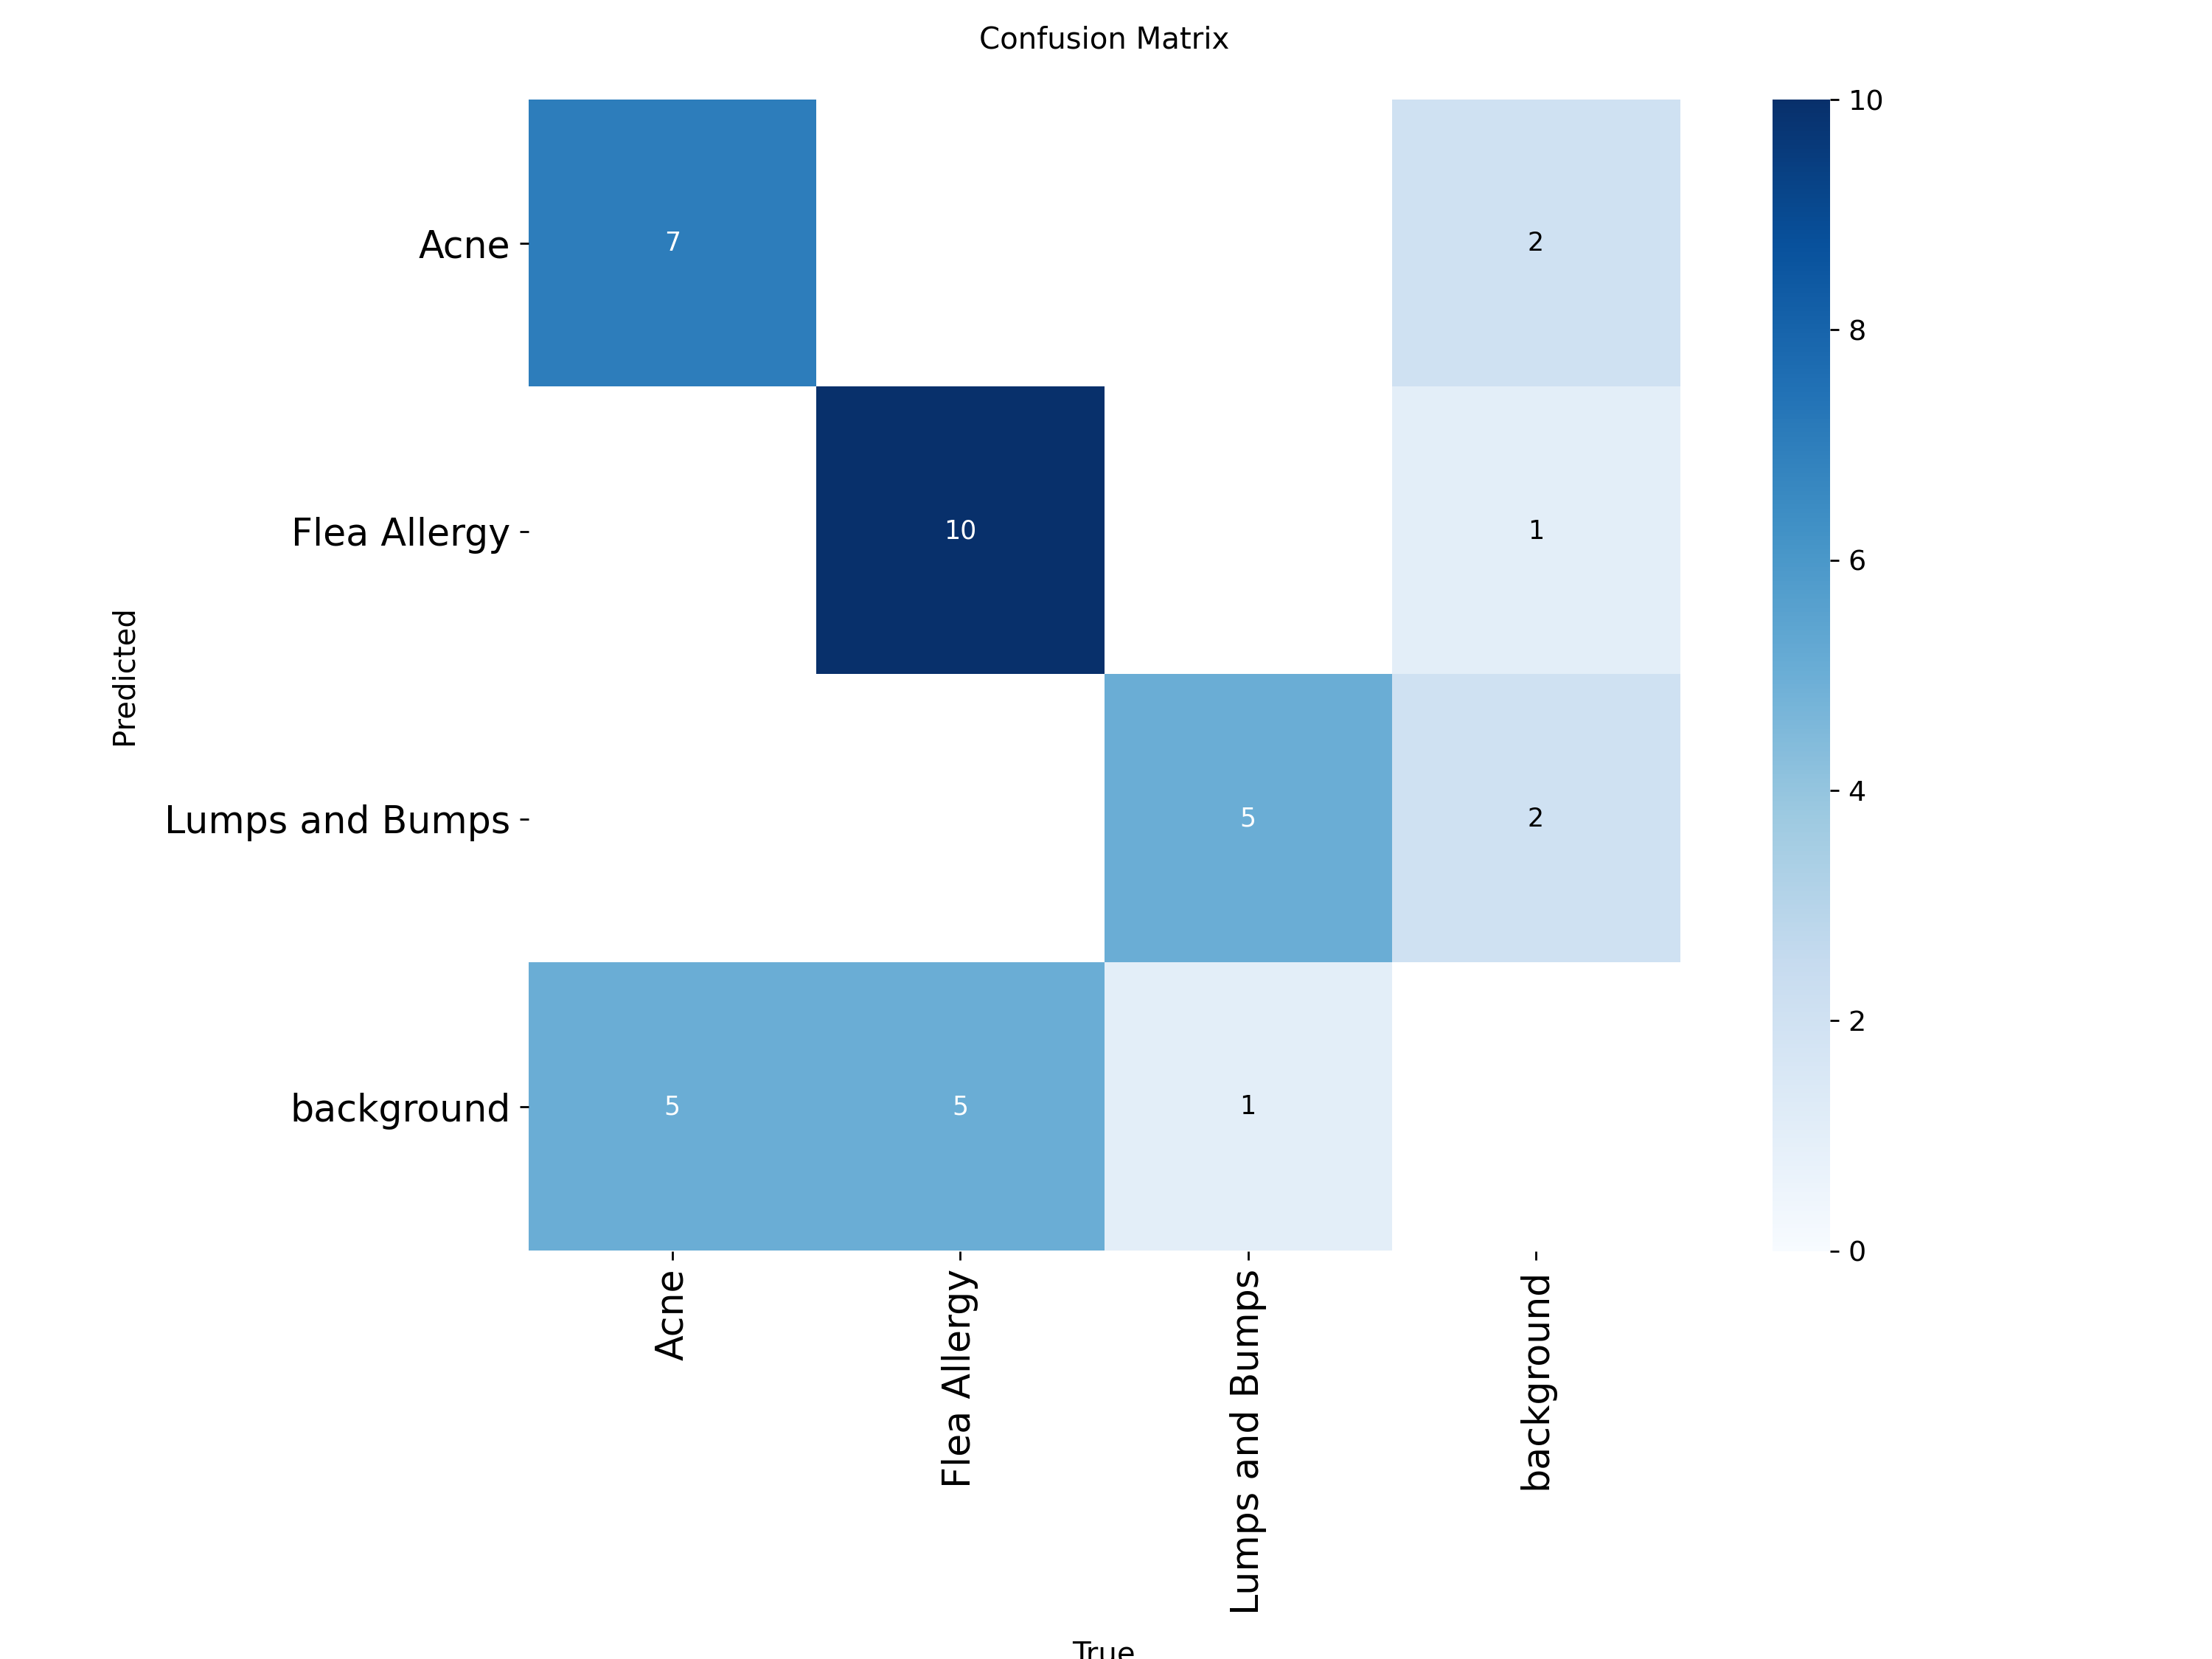 Confusion Matrix
Acne
7
2
Flea Allergy
10
1
Lumps and Bumps
5
2
background
5
5
1
Predicted
Acne
Flea Allergy
Lumps and Bumps
background
True
10
8
6
4
2
0